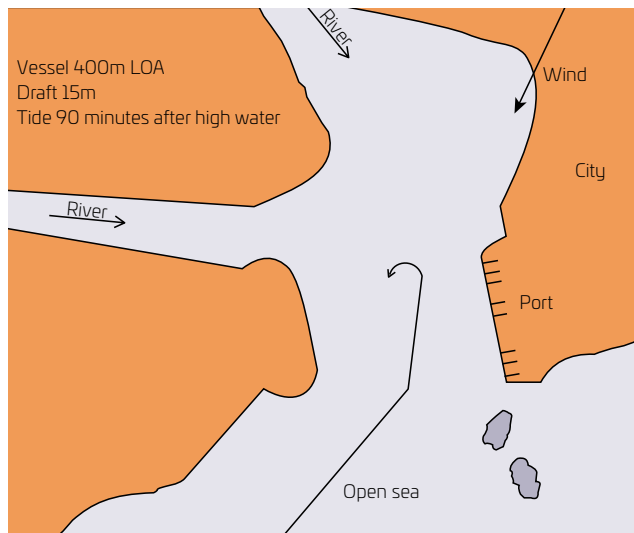 River
Vessel 400m LOA
Draft 15m
Tide 90 minutes after high water
Wind
City
River
Port
Open sea